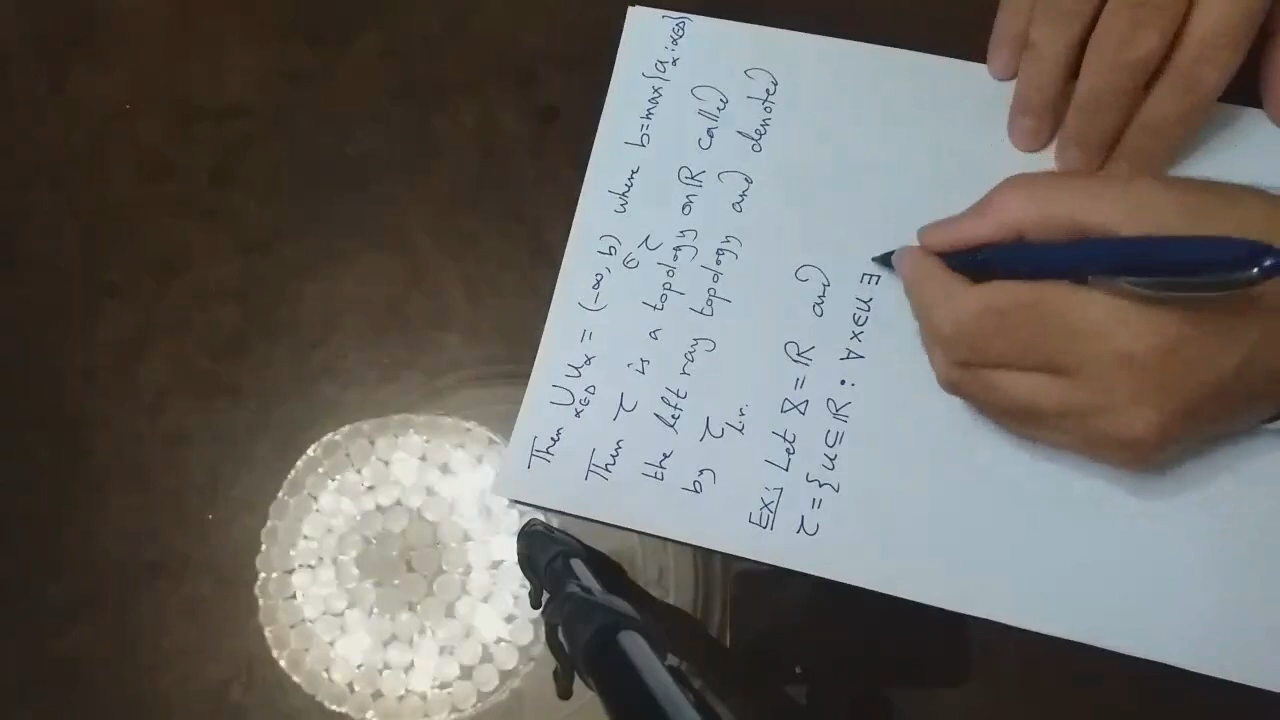 Then ⋃_{α∈Δ} U_α = (-∞, b) where b=max{a_α : α∈Δ}
∈ τ
Then τ is a topology on ℝ called
the left ray topology and denoted
by τ_{l.r.}
Ex: Let X = ℝ and
τ = {U⊆ℝ : ∀x∈U ∃